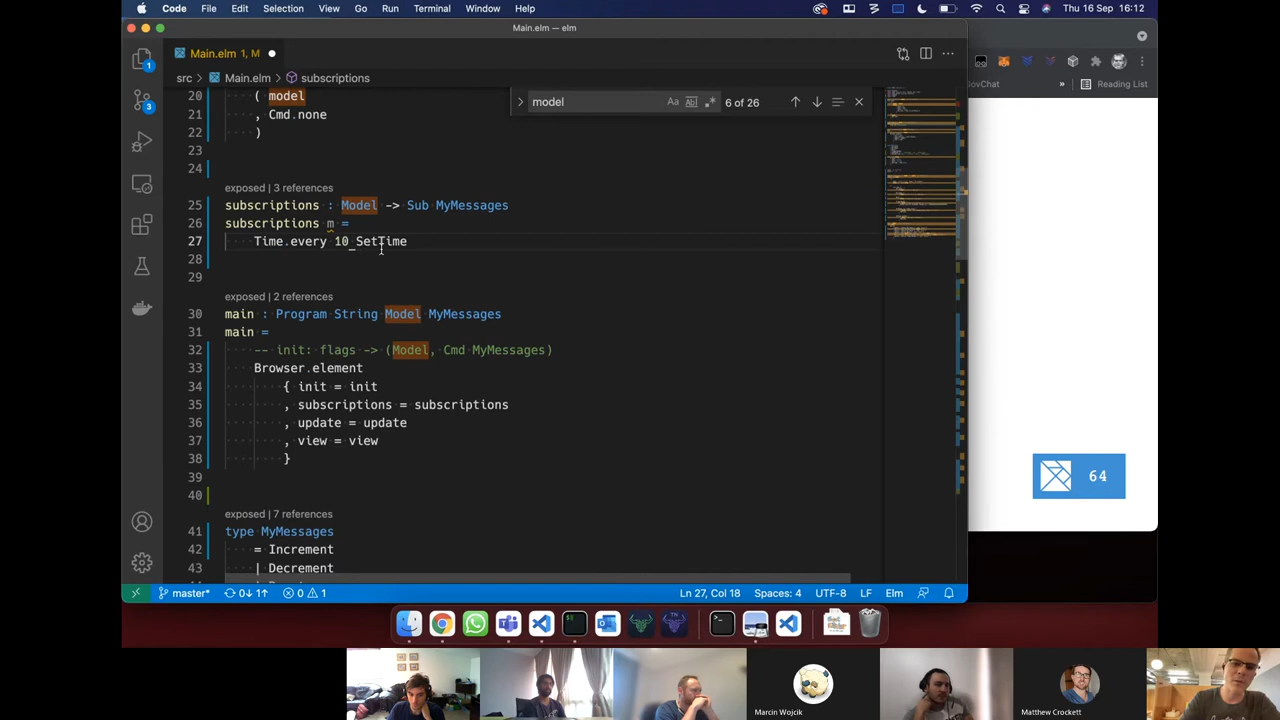 Code File Edit Selection View Go Run Terminal Window Help Thu 16 Sep 16:12
Main.elm — elm
Main.elm 1, M
src > Main.elm > subscriptions
GovChat » Reading List
model Aa Ab 6 of 26
20 ( model
21 , Cmd.none
22 )
23
24
exposed | 3 references
25 subscriptions : Model -> Sub MyMessages
26 subscriptions m =
27 Time.every 10_SetTime
28
29
exposed | 2 references
30 main : Program String Model MyMessages
31 main =
32 -- init: flags -> (Model, Cmd MyMessages)
33 Browser.element
34 { init = init
35 , subscriptions = subscriptions
36 , update = update
37 , view = view
38 }
39
40
exposed | 7 references
41 type MyMessages
42 = Increment
43 | Decrement
1
3
64
master* 0↓ 1↑ 0 1 Ln 27, Col 18 Spaces: 4 UTF-8 LF Elm
Marcin Wojcik
Matthew Crockett